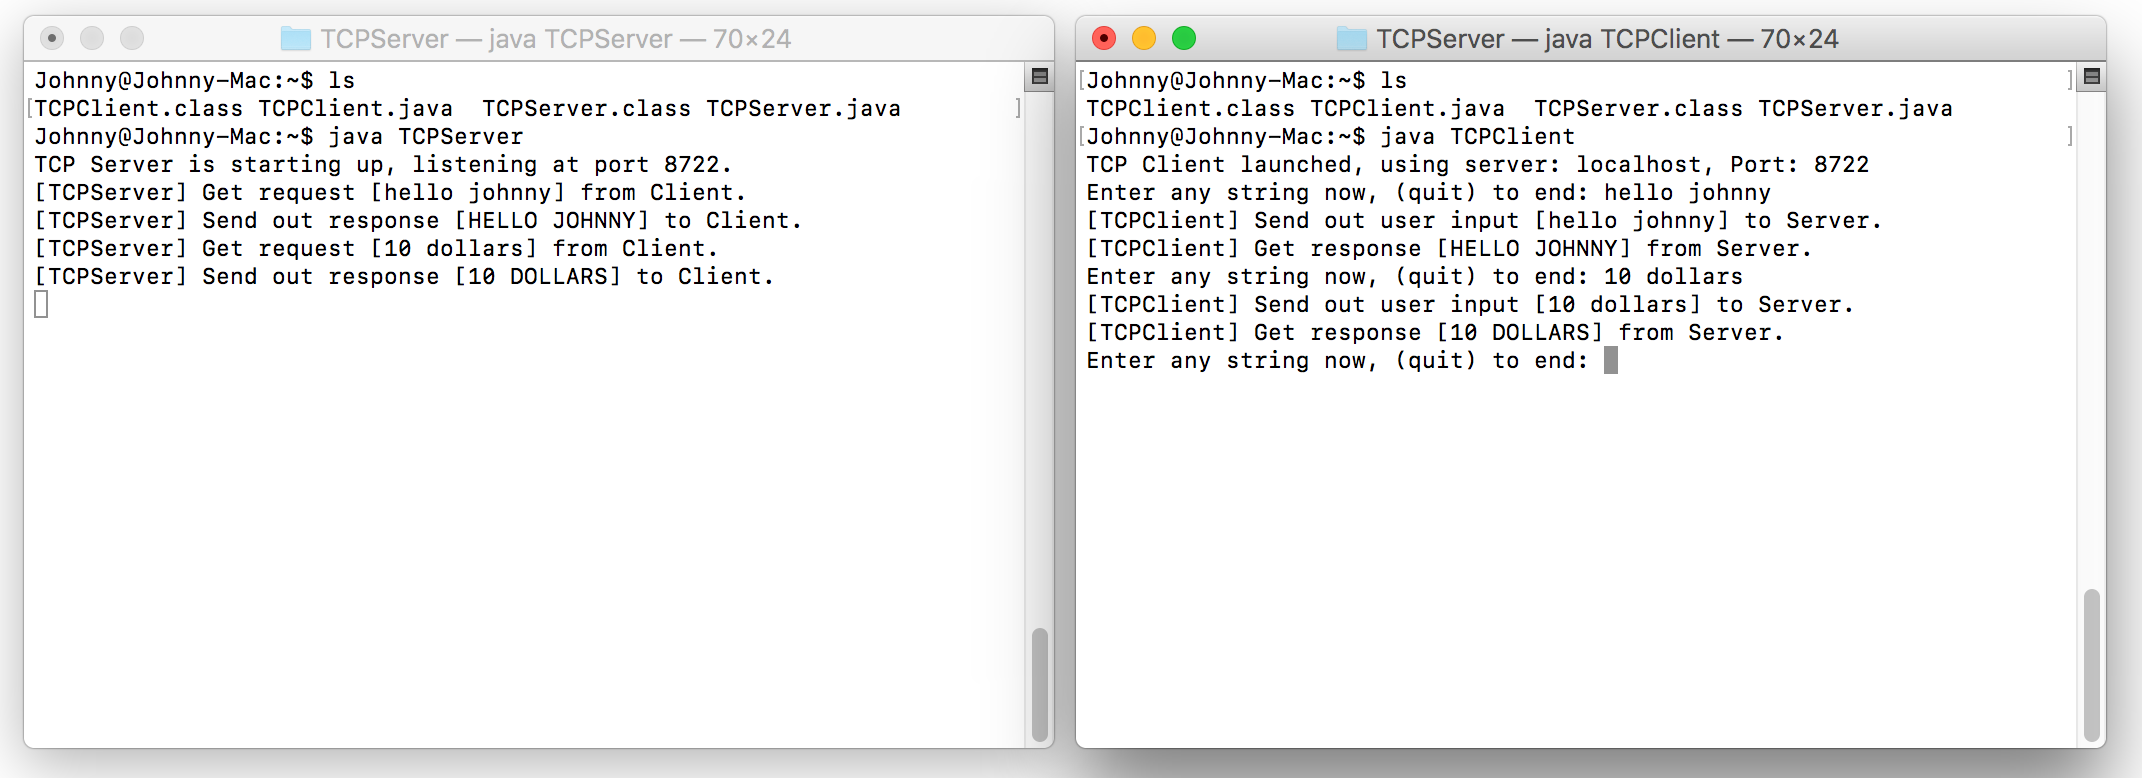 TCPServer — java TCPServer — 70×24
Johnny@Johnny-Mac:~$ ls
TCPClient.class TCPClient.java  TCPServer.class TCPServer.java
Johnny@Johnny-Mac:~$ java TCPServer
TCP Server is starting up, listening at port 8722.
[TCPServer] Get request [hello johnny] from Client.
[TCPServer] Send out response [HELLO JOHNNY] to Client.
[TCPServer] Get request [10 dollars] from Client.
[TCPServer] Send out response [10 DOLLARS] to Client.
TCPServer — java TCPClient — 70×24
Johnny@Johnny-Mac:~$ ls
TCPClient.class TCPClient.java  TCPServer.class TCPServer.java
Johnny@Johnny-Mac:~$ java TCPClient
TCP Client launched, using server: localhost, Port: 8722
Enter any string now, (quit) to end: hello johnny
[TCPClient] Send out user input [hello johnny] to Server.
[TCPClient] Get response [HELLO JOHNNY] from Server.
Enter any string now, (quit) to end: 10 dollars
[TCPClient] Send out user input [10 dollars] to Server.
[TCPClient] Get response [10 DOLLARS] from Server.
Enter any string now, (quit) to end: